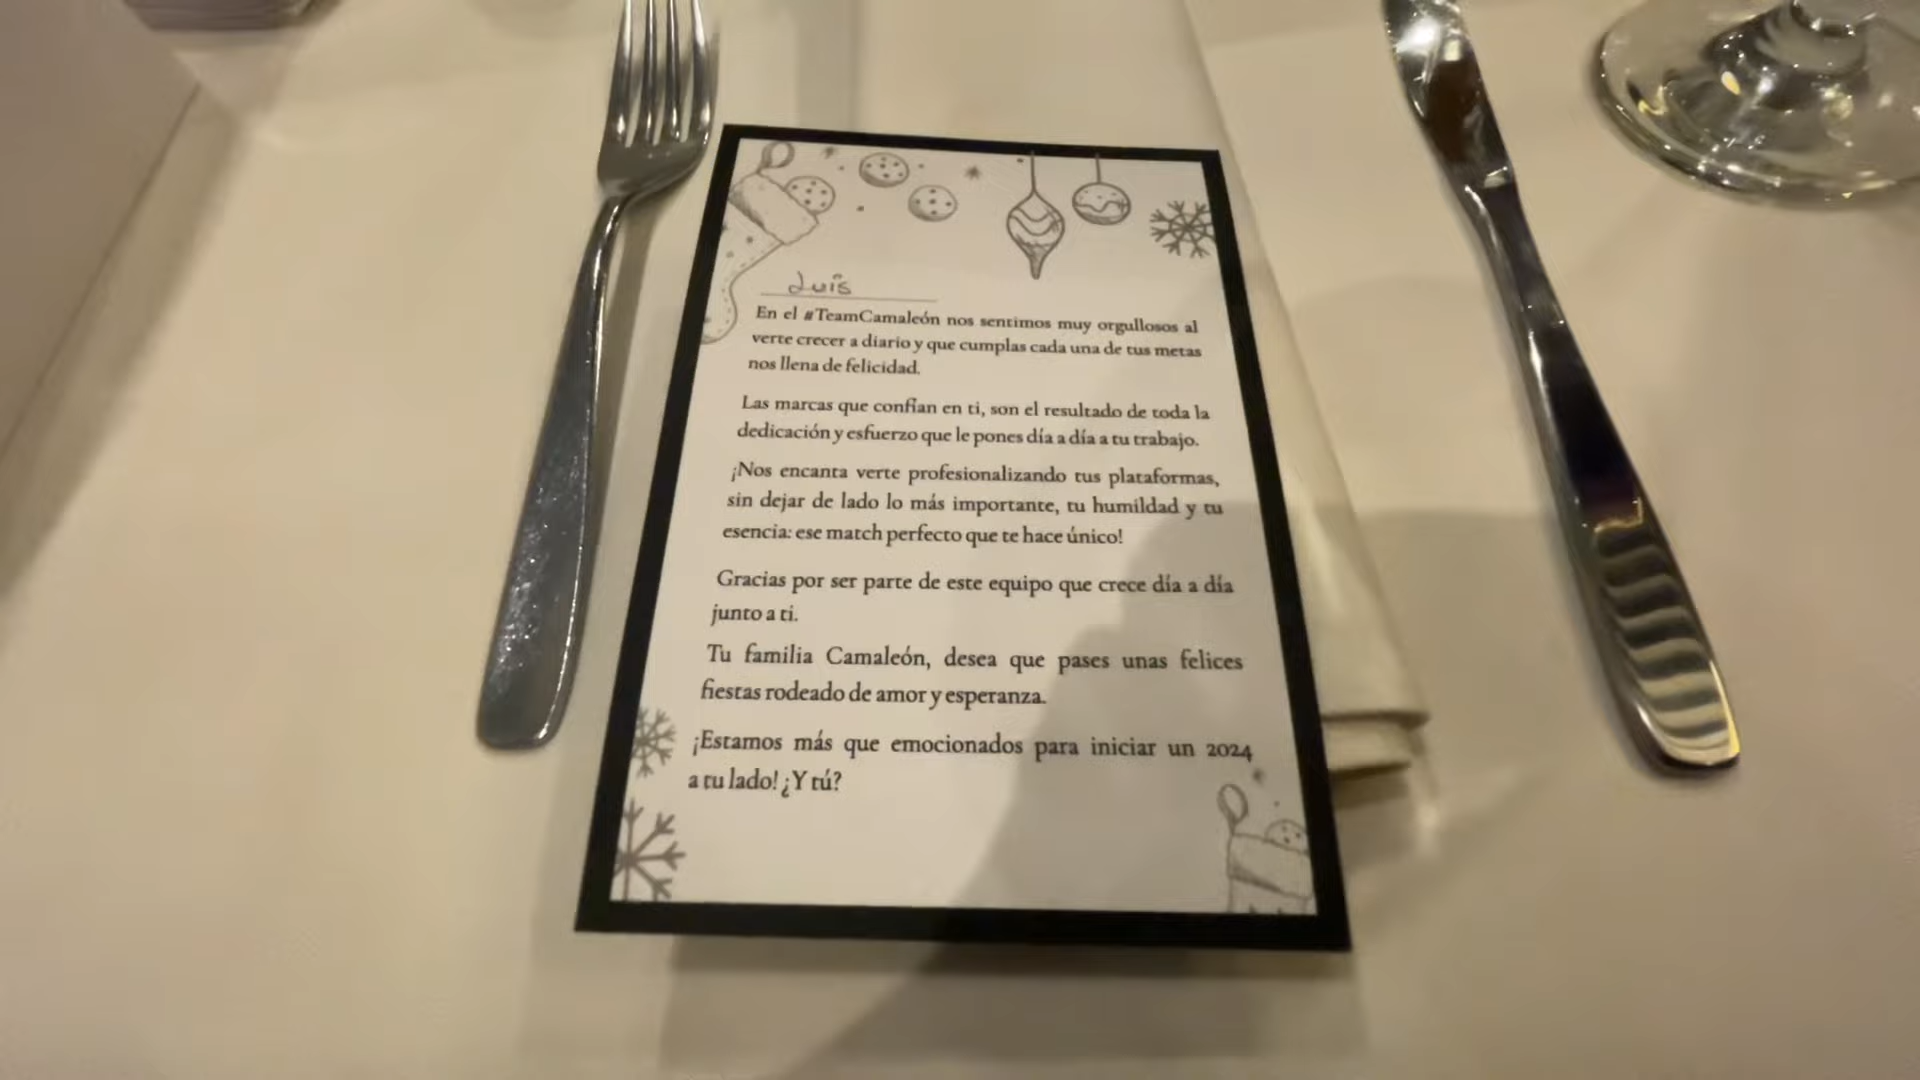 Luis
En el #TeamCamaleón nos sentimos muy orgullosos al
verte crecer a diario y que cumplas cada una de tus metas
nos llena de felicidad.
Las marcas que confían en ti, son el resultado de toda la
dedicación y esfuerzo que le pones día a día a tu trabajo.
¡Nos encanta verte profesionalizando tus plataformas,
sin dejar de lado lo más importante, tu humildad y tu
esencia: ese match perfecto que te hace único!
Gracias por ser parte de este equipo que crece día a día
junto a ti.
Tu familia Camaleón, desea que pases unas felices
fiestas rodeado de amor y esperanza.
¡Estamos más que emocionados para iniciar un 2024
a tu lado! ¿Y tú?